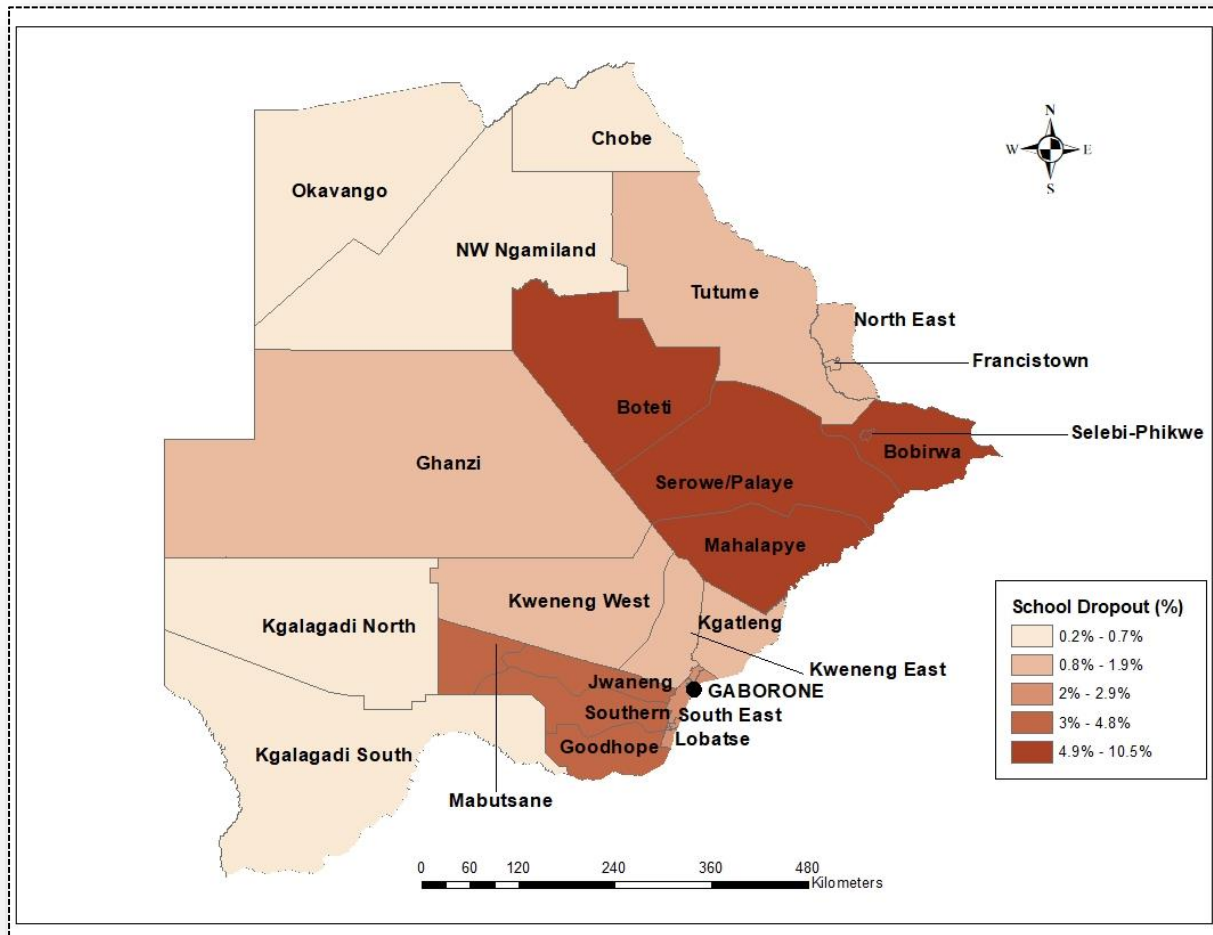 N
W E
S
Chobe
Okavango
NW Ngamiland
Tutume
North East
Francistown
Boteti
Selebi-Phikwe
Bobirwa
Ghanzi
Serowe/Palaye
Mahalapye
Kweneng West
Kgatleng
Kgalagadi North
Kweneng East
Jwaneng
GABORONE
Southern
South East
Lobatse
Goodhope
Kgalagadi South
Mabutsane
School Dropout (%)
0.2% - 0.7%
0.8% - 1.9%
2% - 2.9%
3% - 4.8%
4.9% - 10.5%
0 60 120 240 360 480
Kilometers